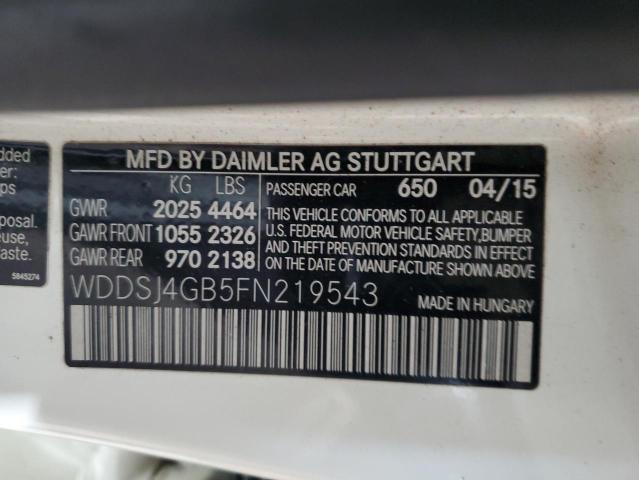 dded
er:
ps
posal.
euse,
aste.
5845274
MFD BY DAIMLER AG STUTTGART
KG LBS PASSENGER CAR 650 04/15
GVWR 2025 4464 THIS VEHICLE CONFORMS TO ALL APPLICABLE
GAWR FRONT 1055 2326 U.S. FEDERAL MOTOR VEHICLE SAFETY,BUMPER
GAWR REAR 970 2138 AND THEFT PREVENTION STANDARDS IN EFFECT
ON THE DATE OF MANUFACTURE SHOWN ABOVE.
WDDSJ4GB5FN219543 MADE IN HUNGARY